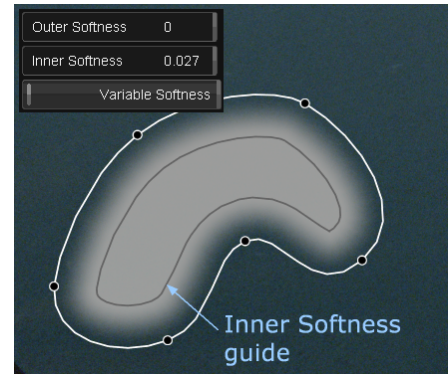 Outer Softness 0
Inner Softness 0.027
Variable Softness
Inner Softness
guide